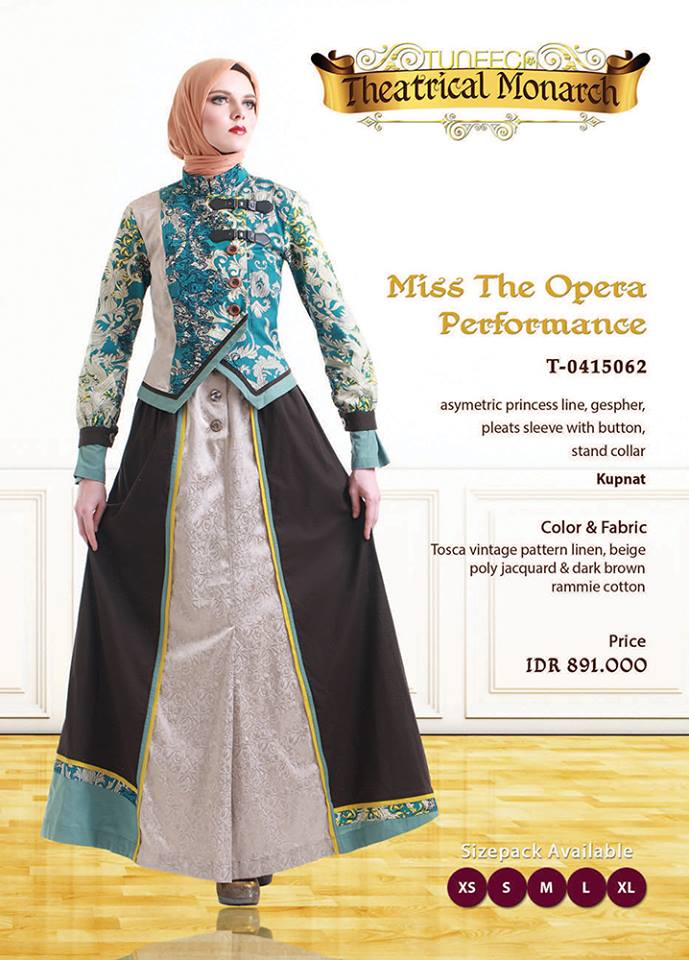 TUNEECA
Theatrical Monarch
Miss The Opera
Performance
T-0415062
asymetric princess line, gespher,
pleats sleeve with button,
stand collar
Kupnat
Color & Fabric
Tosca vintage pattern linen, beige
poly jacquard & dark brown
rammie cotton
Price
IDR 891.000
Sizepack Available
XS S M L XL